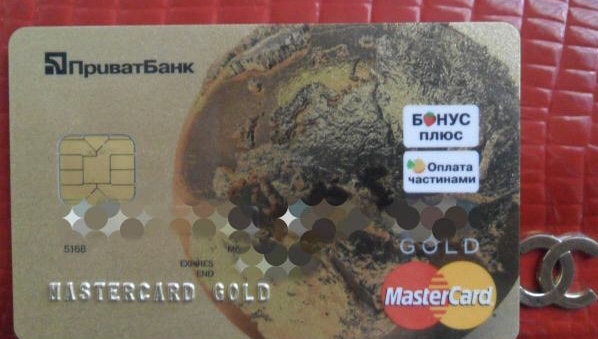 ПриватБанк
БОНУС
ПЛЮС
Оплата
частинами
5168
EXPIRES
END
GOLD
MASTERCARD GOLD
MasterCard